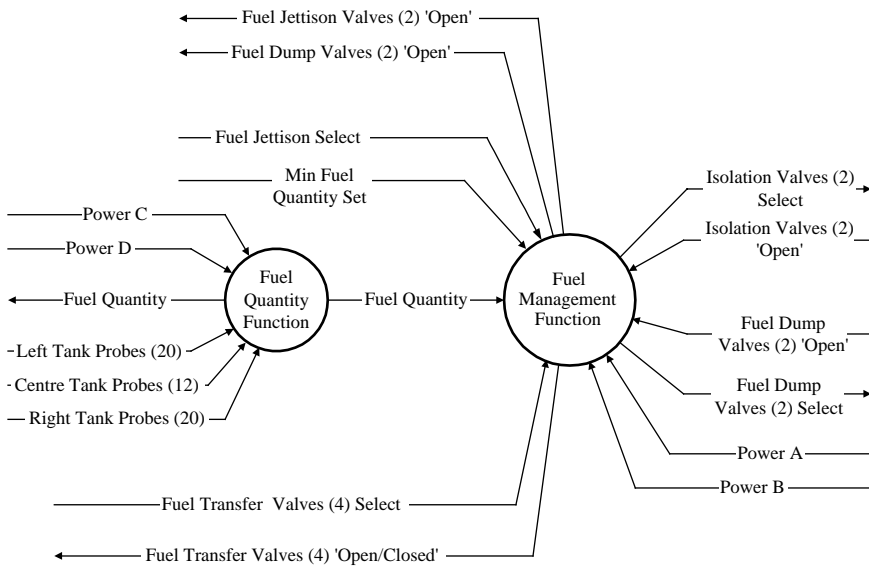 Fuel Jettison Valves (2) 'Open'
Fuel Dump Valves (2) 'Open'
Fuel Jettison Select
Min Fuel
Quantity Set
Power C
Power D
Fuel Quantity
Left Tank Probes (20)
Centre Tank Probes (12)
Right Tank Probes (20)
Fuel
Quantity
Function
Fuel Quantity
Fuel
Management
Function
Isolation Valves (2)
Select
Isolation Valves (2)
'Open'
Fuel Dump
Valves (2) 'Open'
Fuel Dump
Valves (2) Select
Power A
Power B
Fuel Transfer Valves (4) Select
Fuel Transfer Valves (4) 'Open/Closed'